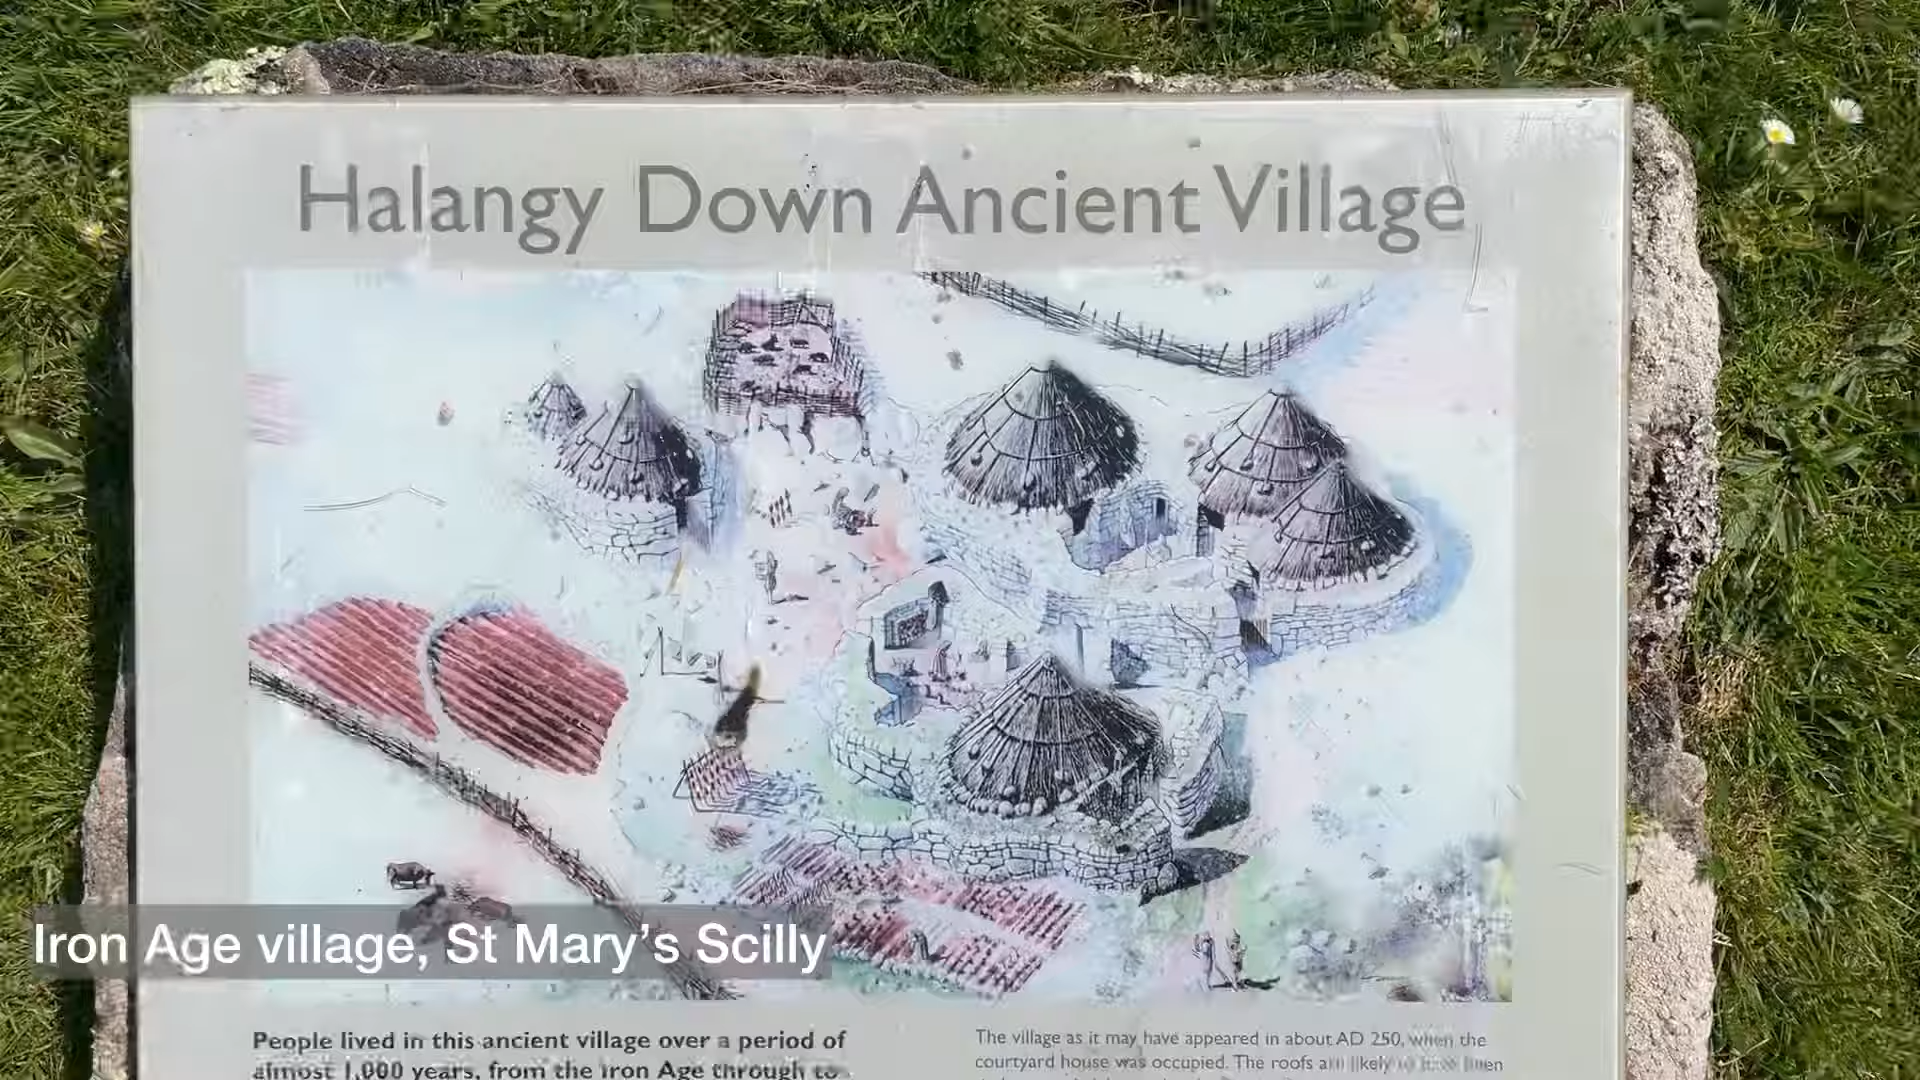 Halangy Down Ancient Village
Iron Age village, St Mary’s Scilly
People lived in this ancient village over a period of
almost 1,000 years, from the Iron Age through to
The village as it may have appeared in about AD 250, when the
courtyard house was occupied. The roofs are likely to have been